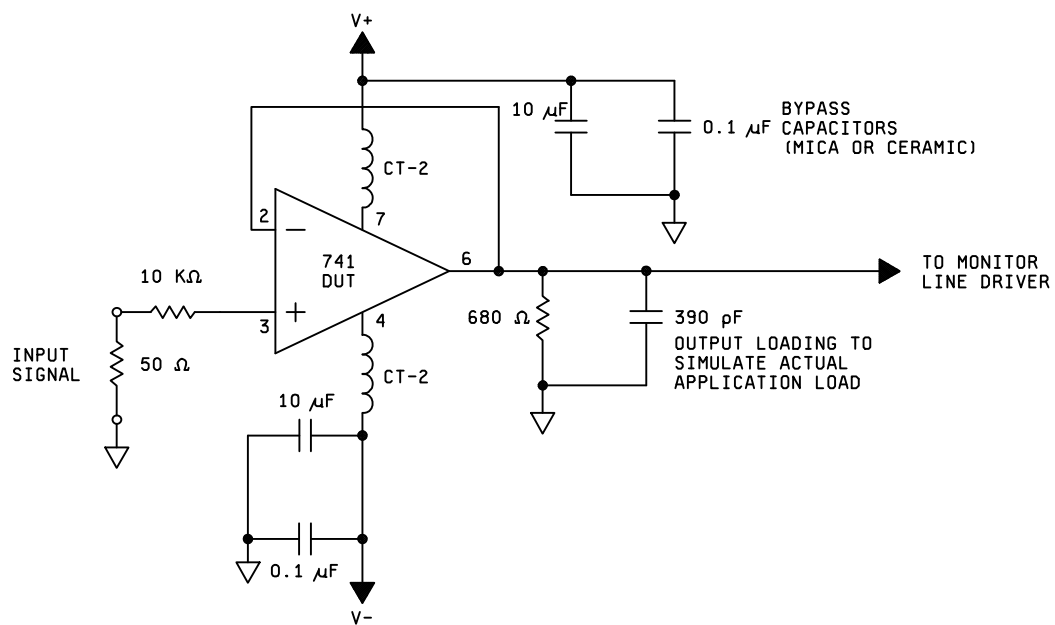 V+
10 μF
0.1 μF
BYPASS
CAPACITORS
(MICA OR CERAMIC)
CT-2
2
7
741
DUT
6
TO MONITOR
LINE DRIVER
10 KΩ
3
4
680 Ω
390 pF
OUTPUT LOADING TO
SIMULATE ACTUAL
APPLICATION LOAD
INPUT
SIGNAL
50 Ω
CT-2
10 μF
0.1 μF
V-